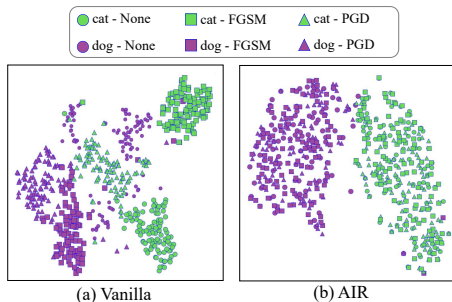 cat - None cat - FGSM cat - PGD
dog - None dog - FGSM dog - PGD
(a) Vanilla (b) AIR